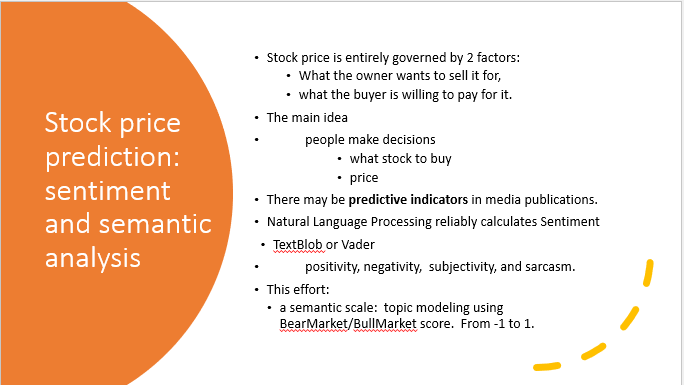 Stock price
prediction:
sentiment
and semantic
analysis
• Stock price is entirely governed by 2 factors:
• What the owner wants to sell it for,
• what the buyer is willing to pay for it.
• The main idea
• people make decisions
• what stock to buy
• price
• There may be predictive indicators in media publications.
• Natural Language Processing reliably calculates Sentiment
• TextBlob or Vader
• positivity, negativity, subjectivity, and sarcasm.
• This effort:
• a semantic scale: topic modeling using
BearMarket/BullMarket score. From -1 to 1.